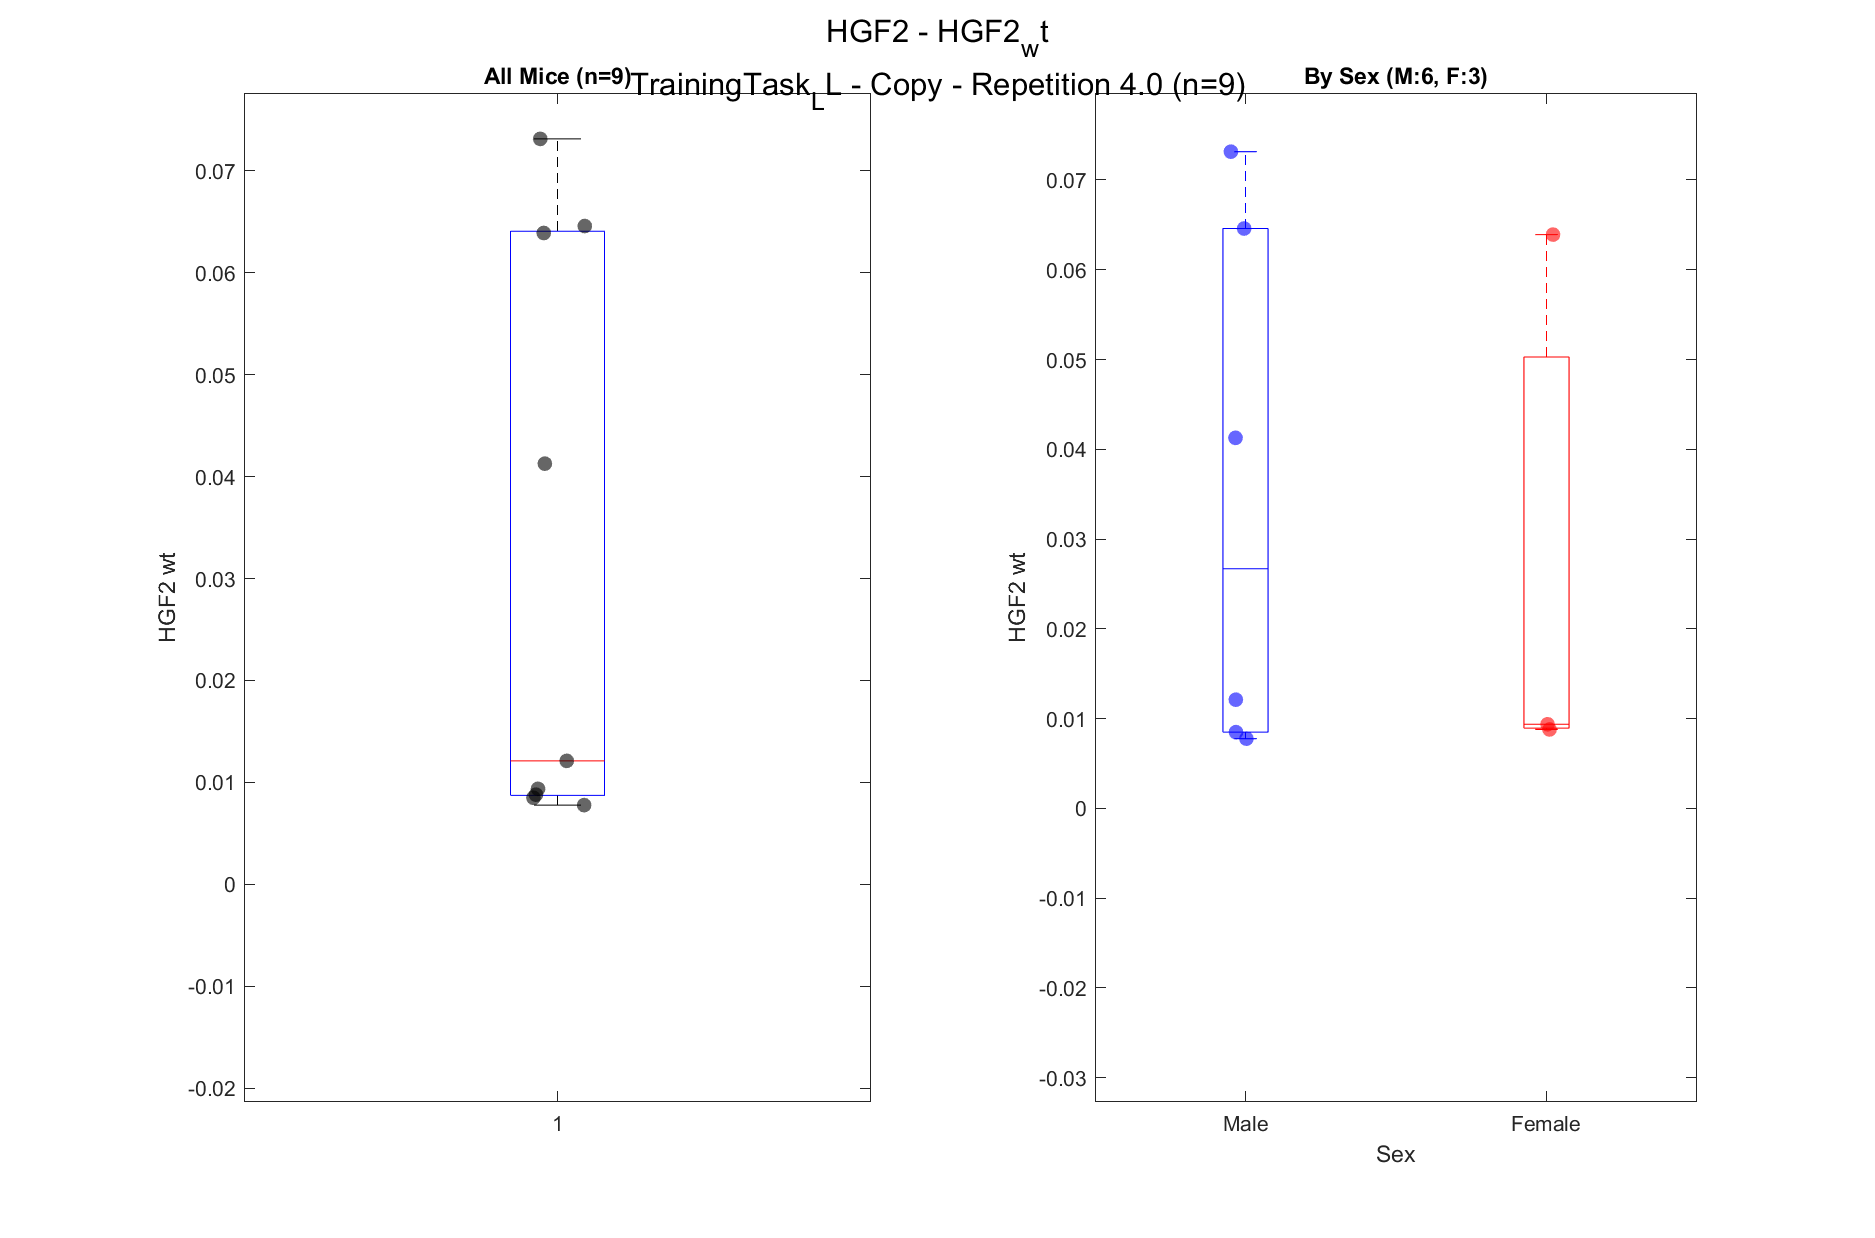 HGF2 - HGF2_wt
TrainingTask_LL - Copy - Repetition 4.0 (n=9)
All Mice (n=9)
0.07
0.06
0.05
0.04
0.03
0.02
0.01
0
-0.01
-0.02
HGF2 wt
1
By Sex (M:6, F:3)
0.07
0.06
0.05
0.04
0.03
0.02
0.01
0
-0.01
-0.02
-0.03
HGF2 wt
Male Female
Sex